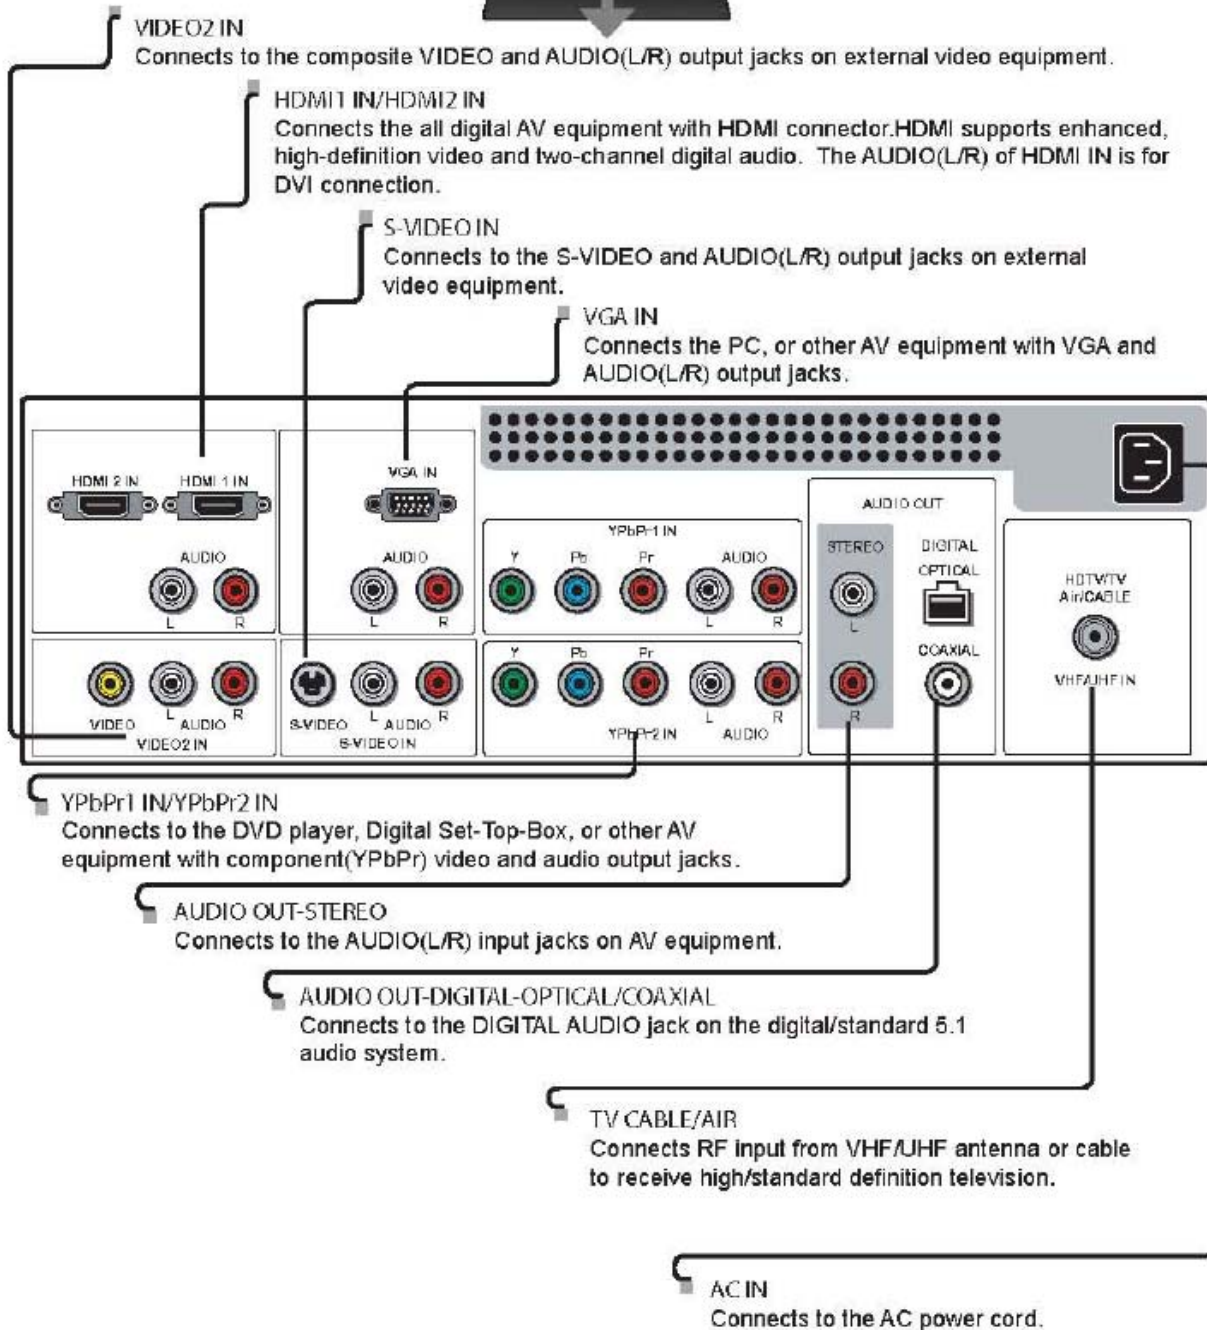 VIDEO2 IN
Connects to the composite VIDEO and AUDIO(L/R) output jacks on external video equipment.
HDMI1 IN/HDMI2 IN
Connects the all digital AV equipment with HDMI connector.HDMI supports enhanced,
high-definition video and two-channel digital audio. The AUDIO(L/R) of HDMI IN is for
DVI connection.
S-VIDEO IN
Connects to the S-VIDEO and AUDIO(L/R) output jacks on external
video equipment.
VGA IN
Connects the PC, or other AV equipment with VGA and
AUDIO(L/R) output jacks.
HDMI 2 IN
HDMI 1 IN
AUDIO
L
R
VGA IN
AUDIO
L
R
YPbPr1 IN
Y
Pb
Pr
AUDIO
L
R
AUDIO OUT
STEREO
L
R
DIGITAL
OPTICAL
COAXIAL
HDTV/TV
Air/CABLE
VHF/UHF IN
VIDEO
L
AUDIO
R
VIDEO2 IN
S-VIDEO
L
AUDIO
R
S-VIDEO IN
Y
Pb
Pr
L
R
YPbPr2 IN
AUDIO
YPbPr1 IN/YPbPr2 IN
Connects to the DVD player, Digital Set-Top-Box, or other AV
equipment with component(YPbPr) video and audio output jacks.
AUDIO OUT-STEREO
Connects to the AUDIO(L/R) input jacks on AV equipment.
AUDIO OUT-DIGITAL-OPTICAL/COAXIAL
Connects to the DIGITAL AUDIO jack on the digital/standard 5.1
audio system.
TV CABLE/AIR
Connects RF input from VHF/UHF antenna or cable
to receive high/standard definition television.
AC IN
Connects to the AC power cord.